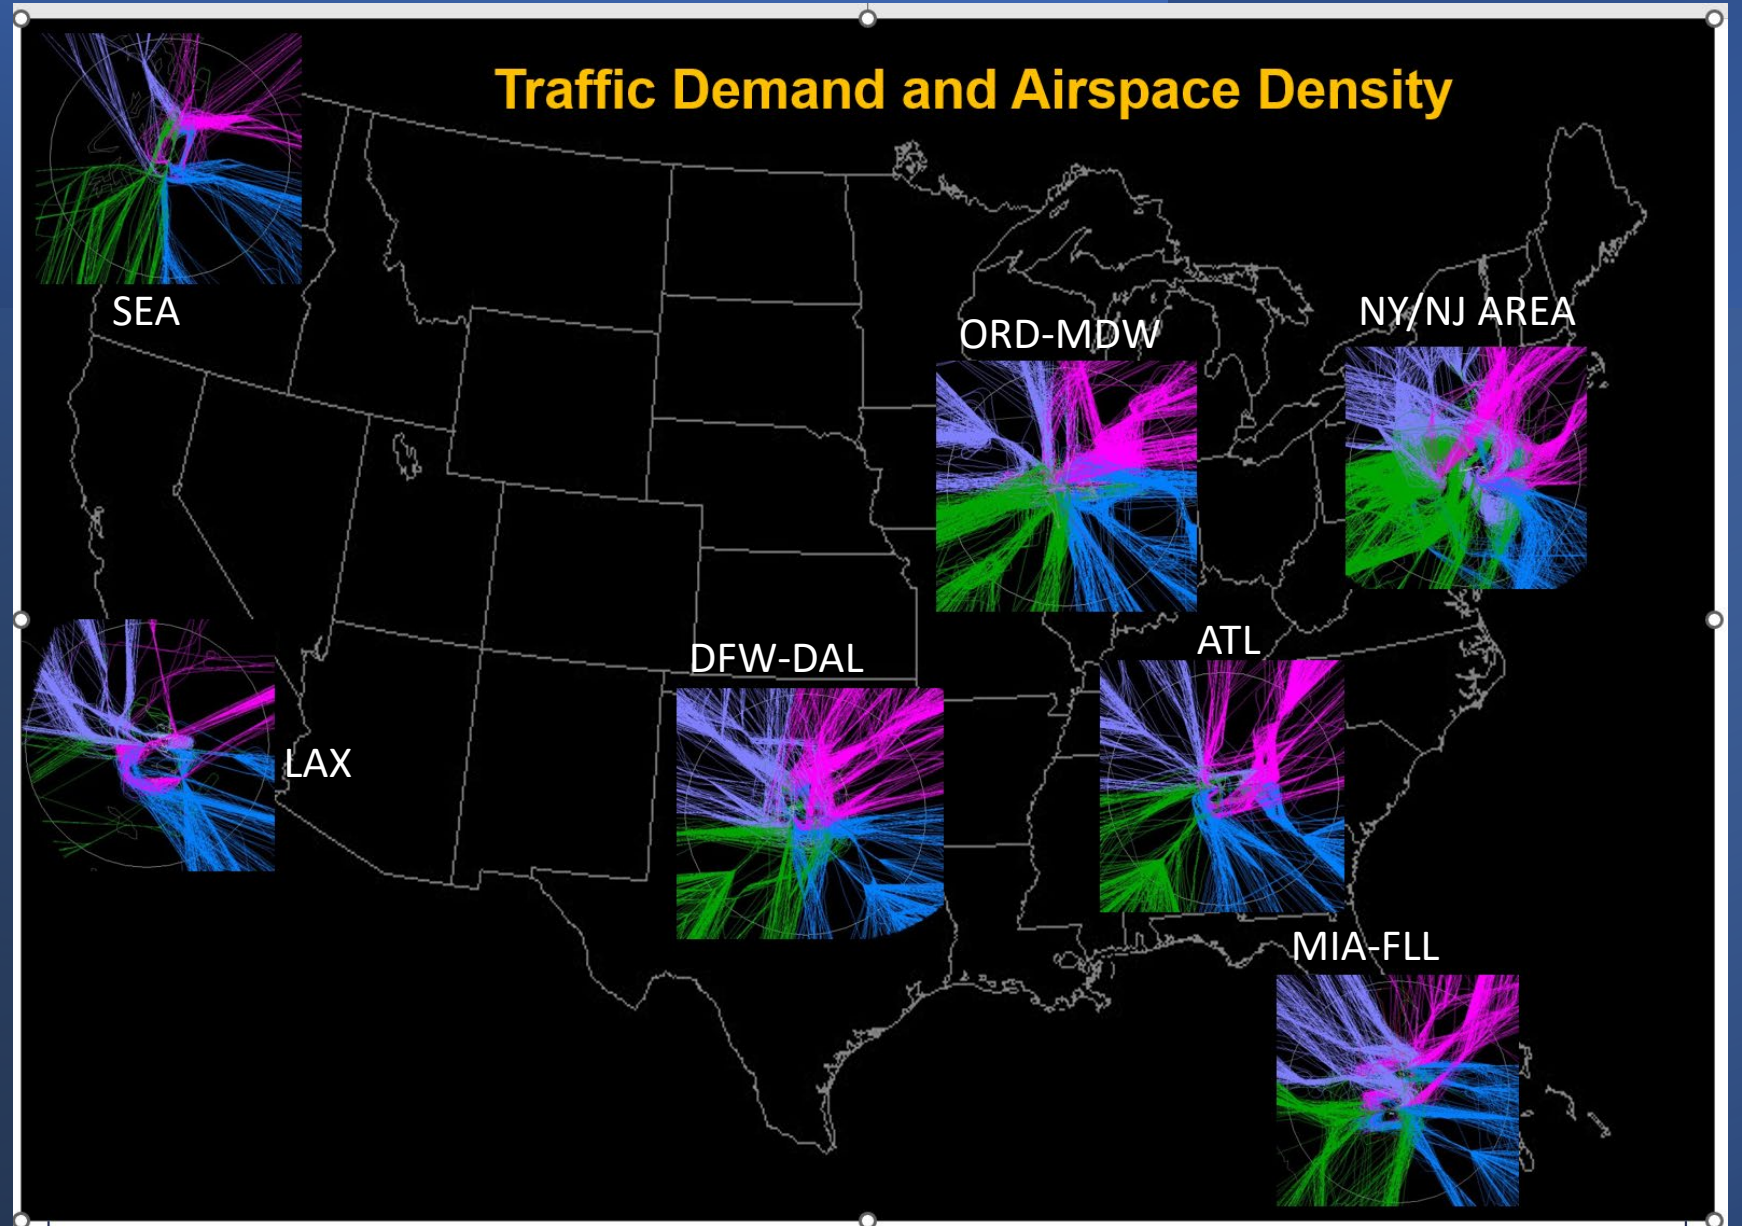 Traffic Demand and Airspace Density
SEA
ORD-MDW
NY/NJ AREA
LAX
DFW-DAL
ATL
MIA-FLL